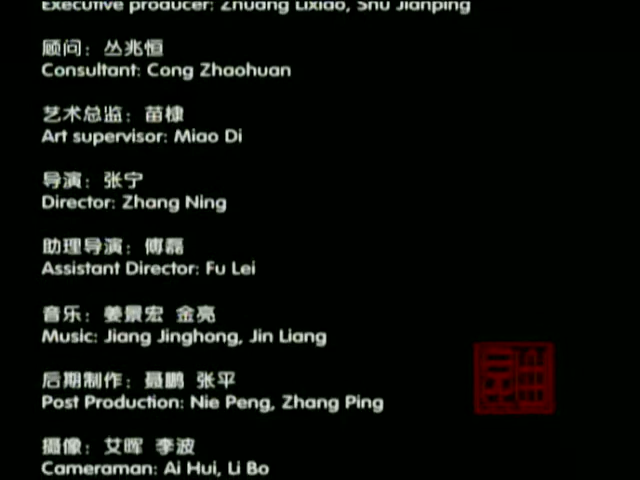 Executive producer: Zhuang Lixiao, Shu Jianping
顾问：丛兆恒
Consultant: Cong Zhaohuan
艺术总监：苗棣
Art supervisor: Miao Di
导演：张宁
Director: Zhang Ning
助理导演：傅磊
Assistant Director: Fu Lei
音乐：姜景宏 金亮
Music: Jiang Jinghong, Jin Liang
后期制作：聂鹏 张平
Post Production: Nie Peng, Zhang Ping
摄像：艾晖 李波
Cameraman: Ai Hui, Li Bo